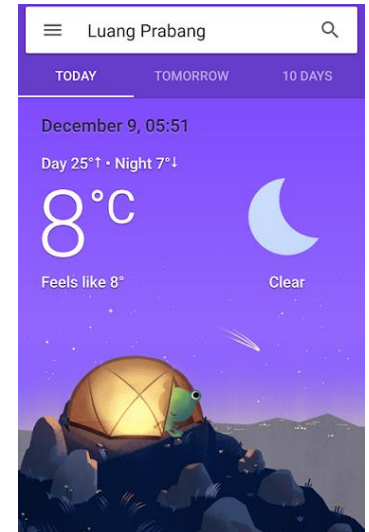 Luang Prabang
TODAY TOMORROW 10 DAYS
December 9, 05:51
Day 25°↑ • Night 7°↓
8°C
Feels like 8° Clear